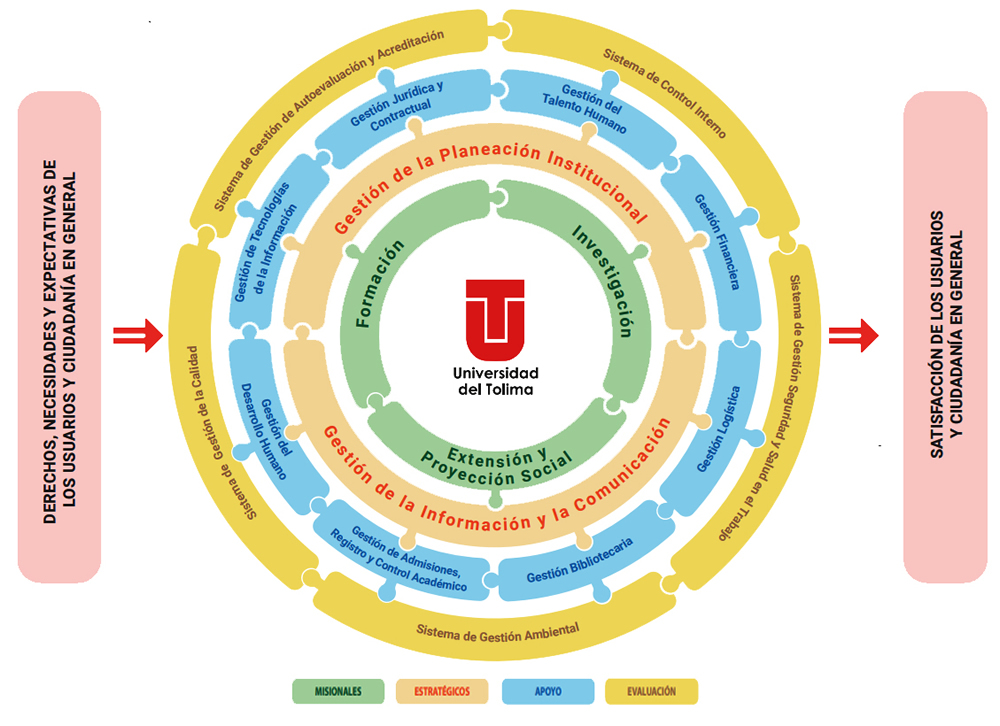 DERECHOS, NECESIDADES Y EXPECTATIVAS DE
LOS USUARIOS Y CIUDADANÍA EN GENERAL
Sistema de Gestión de Autoevaluación y Acreditación
Sistema de Control Interno
Sistema de Gestión Seguridad y Salud en el Trabajo
Sistema de Gestión Ambiental
Sistema de Gestión de la Calidad
Gestión Jurídica y
Contractual
Gestión del
Talento Humano
Gestión Financiera
Gestión Logística
Gestión Bibliotecaria
Gestión de Admisiones,
Registro y Control Académico
Gestión del
Desarrollo Humano
Gestión de Tecnologías
de la Información
Gestión de la Planeación Institucional
Gestión de la Información y la Comunicación
Formación
Investigación
Extensión y
Proyección Social
Universidad
del Tolima
SATISFACCIÓN DE LOS USUARIOS
Y CIUDADANÍA EN GENERAL
MISIONALES
ESTRATÉGICOS
APOYO
EVALUACIÓN